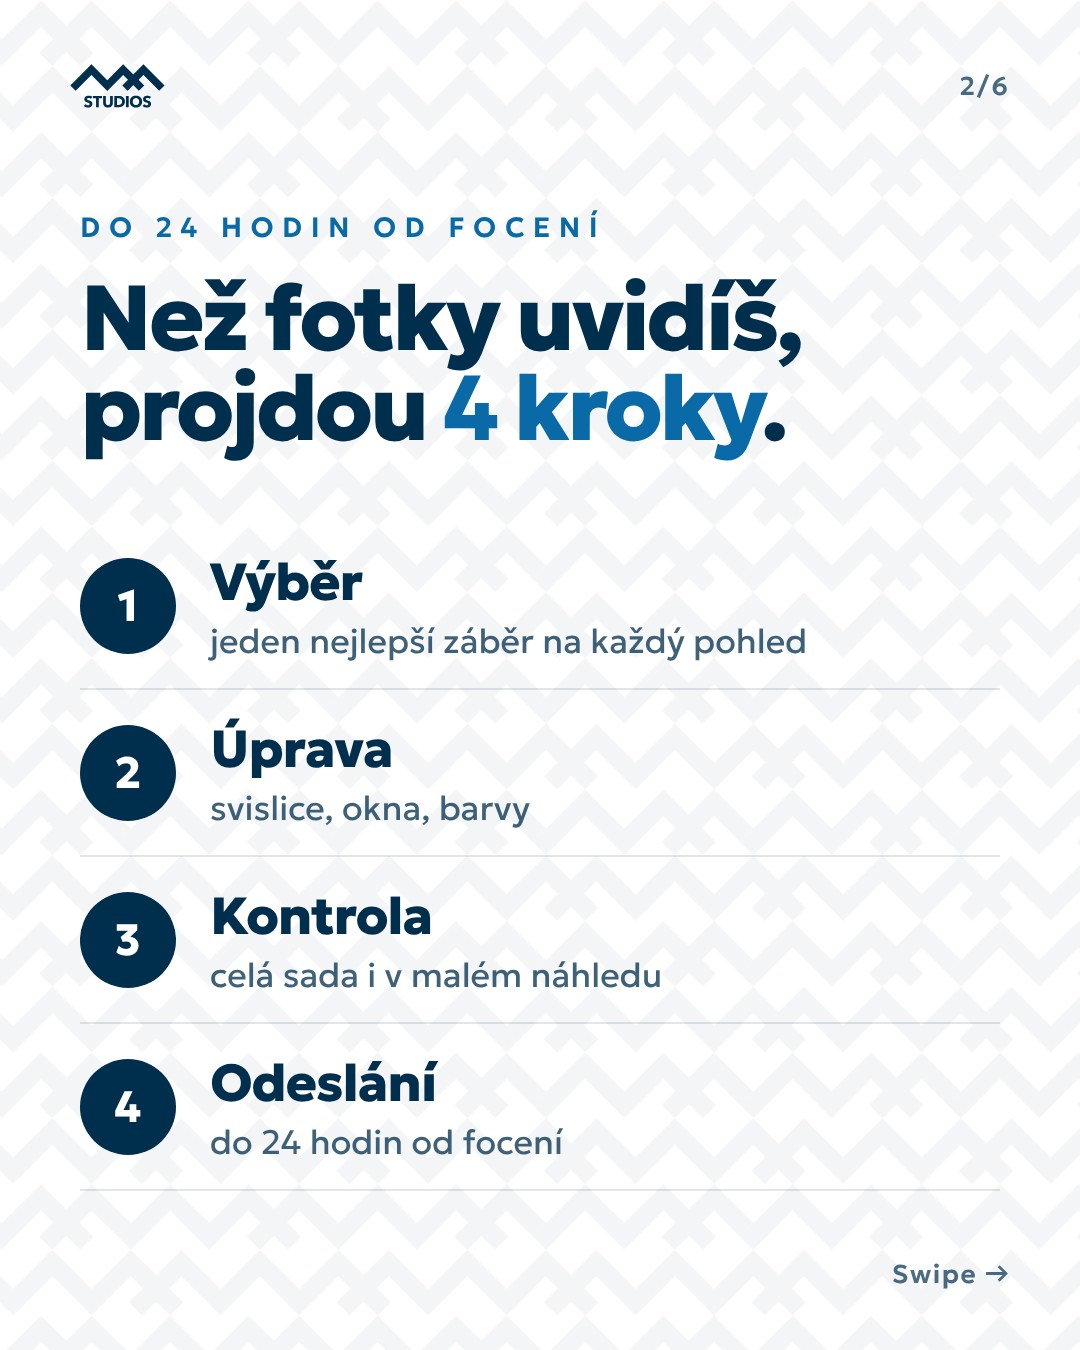 STUDIOS
2/6
DO 24 HODIN OD FOCENÍ
Než fotky uvidíš,
projdou 4 kroky.
1
Výběr
jeden nejlepší záběr na každý pohled
2
Úprava
svislice, okna, barvy
3
Kontrola
celá sada i v malém náhledu
4
Odeslání
do 24 hodin od focení
Swipe →